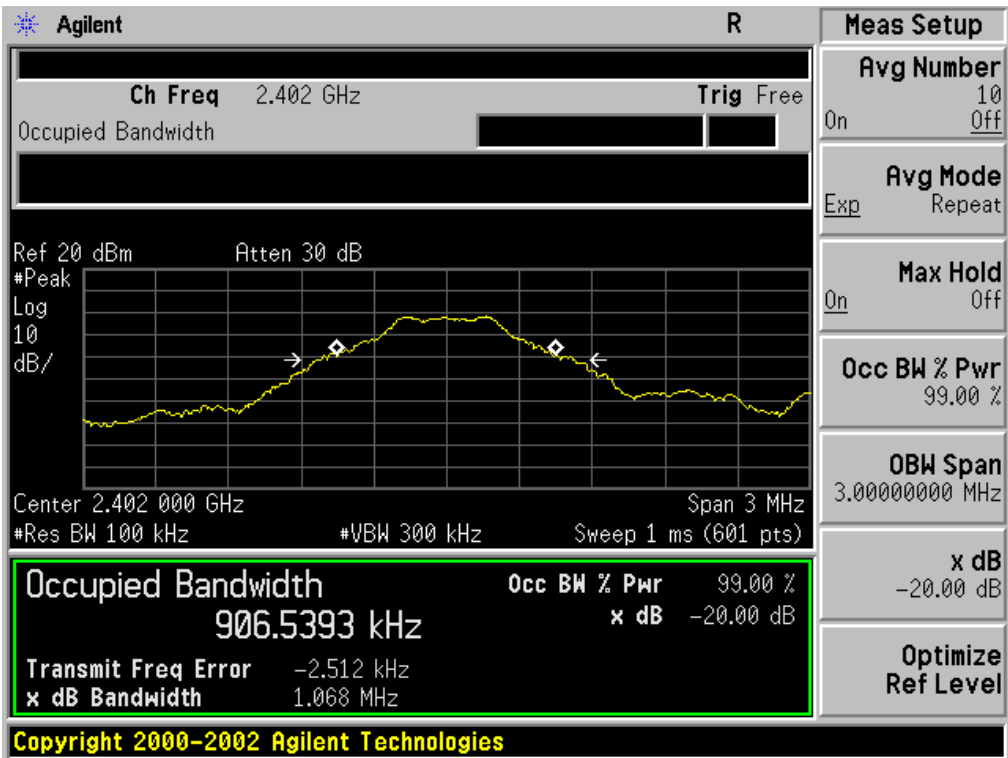 Agilent R
Ch Freq 2.402 GHz Trig Free
Occupied Bandwidth
Ref 20 dBm Atten 30 dB
#Peak
Log
10
dB/
Center 2.402 000 GHz Span 3 MHz
#Res BW 100 kHz #VBW 300 kHz Sweep 1 ms (601 pts)
Occupied Bandwidth Occ BW % Pwr 99.00 %
906.5393 kHz x dB -20.00 dB
Transmit Freq Error -2.512 kHz
x dB Bandwidth 1.068 MHz
Copyright 2000-2002 Agilent Technologies
Meas Setup
Avg Number
10
On Off
Avg Mode
Exp Repeat
Max Hold
On Off
Occ BW % Pwr
99.00 %
OBW Span
3.00000000 MHz
x dB
-20.00 dB
Optimize
Ref Level